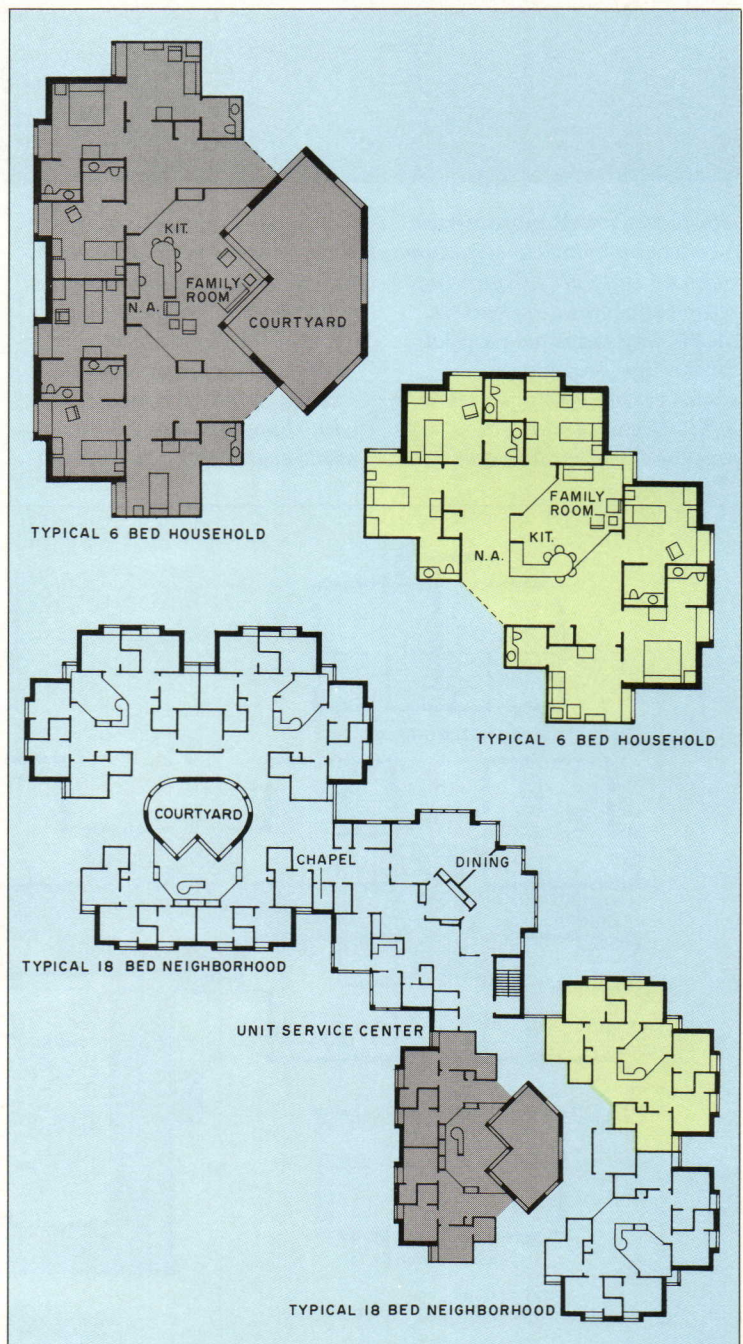 KIT.
FAMILY
ROOM
N.A.
COURTYARD
TYPICAL 6 BED HOUSEHOLD
FAMILY
ROOM
KIT.
N.A.
TYPICAL 6 BED HOUSEHOLD
COURTYARD
CHAPEL
DINING
TYPICAL 18 BED NEIGHBORHOOD
UNIT SERVICE CENTER
TYPICAL 18 BED NEIGHBORHOOD